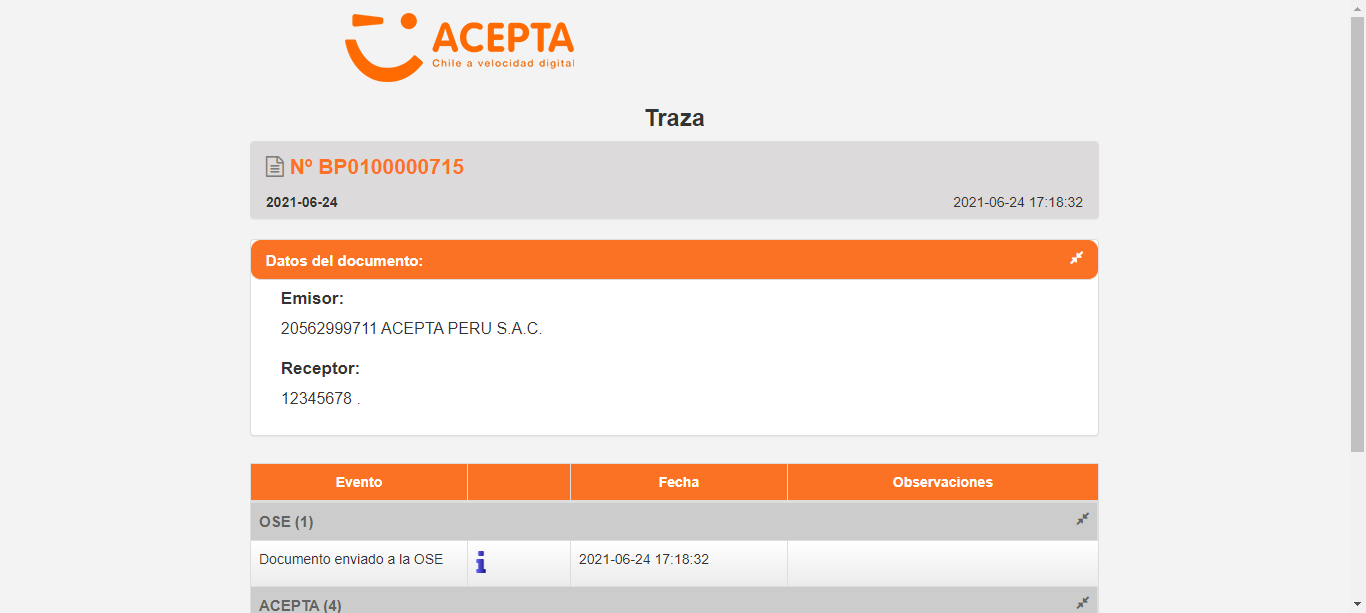 ACEPTA
Chile a velocidad digital
Traza
Nº BP0100000715
2021-06-24 2021-06-24 17:18:32
Datos del documento:
Emisor:
20562999711 ACEPTA PERU S.A.C.
Receptor:
12345678 .
Evento Fecha Observaciones
OSE (1)
Documento enviado a la OSE 2021-06-24 17:18:32
ACEPTA (4)